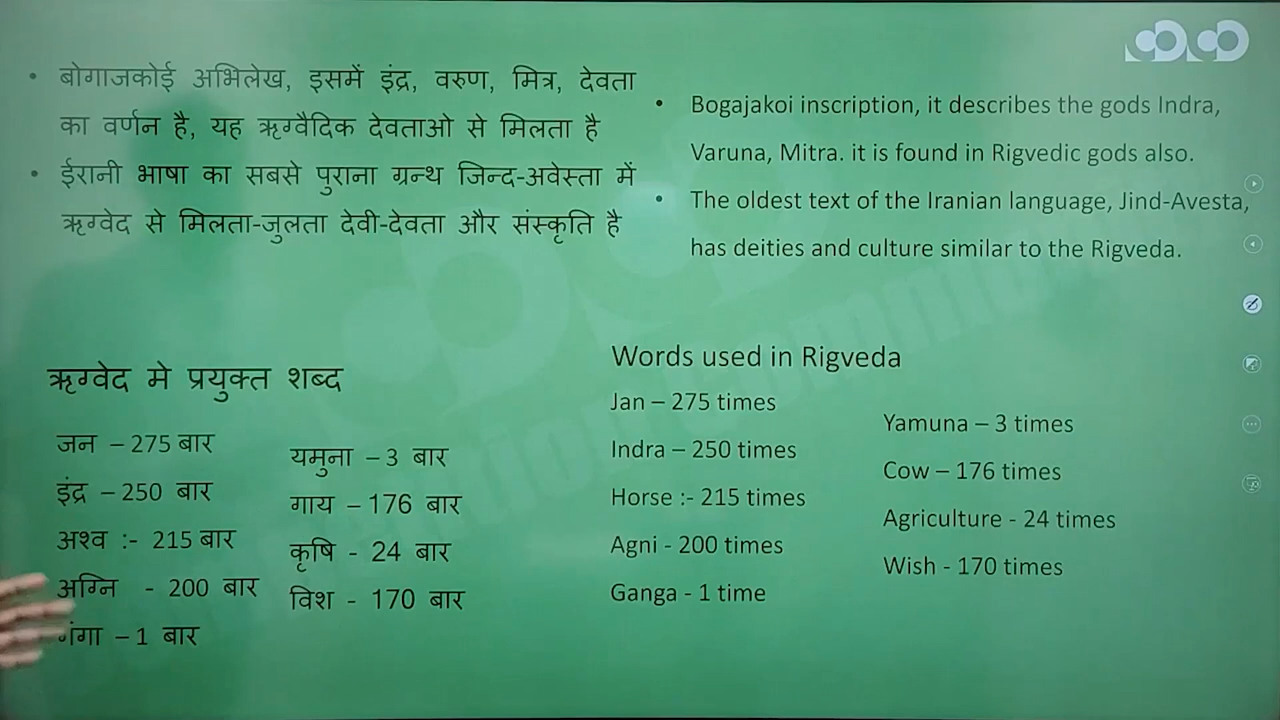 • बोगाजकोई अभिलेख, इसमें इंद्र, वरुण, मित्र, देवता
का वर्णन है, यह ऋग्वैदिक देवताओ से मिलता है
• ईरानी भाषा का सबसे पुराना ग्रन्थ जिन्द-अवेस्ता में
ऋग्वेद से मिलता-जुलता देवी-देवता और संस्कृति है
• Bogajakoi inscription, it describes the gods Indra,
Varuna, Mitra. it is found in Rigvedic gods also.
• The oldest text of the Iranian language, Jind-Avesta,
has deities and culture similar to the Rigveda.
ऋग्वेद मे प्रयुक्त शब्द
जन – 275 बार
इंद्र – 250 बार
अश्व :- 215 बार
अग्नि - 200 बार
गंगा – 1 बार
यमुना – 3 बार
गाय – 176 बार
कृषि - 24 बार
विश - 170 बार
Words used in Rigveda
Jan – 275 times
Indra – 250 times
Horse :- 215 times
Agni - 200 times
Ganga - 1 time
Yamuna – 3 times
Cow – 176 times
Agriculture - 24 times
Wish - 170 times